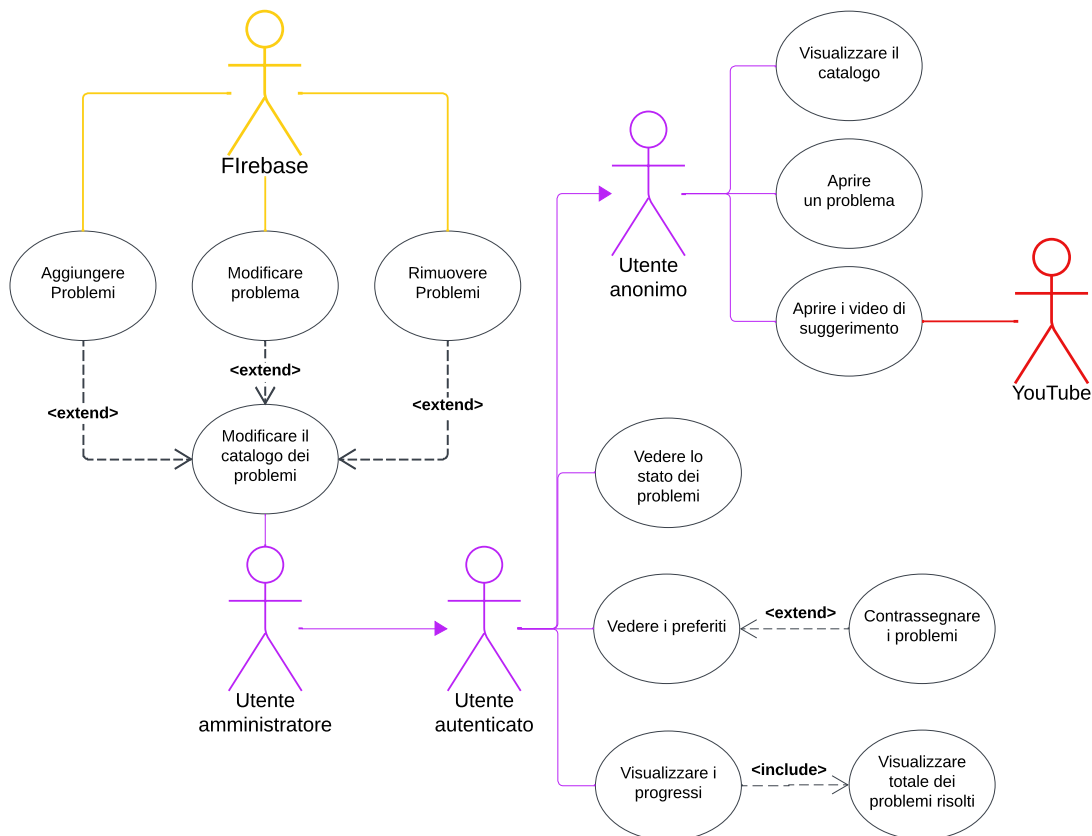 FIrebase
Aggiungere
Problemi
Modificare
problema
Rimuovere
Problemi
<extend>
<extend>
<extend>
Modificare il
catalogo dei
problemi
Utente
amministratore
Utente
autenticato
Utente
anonimo
Visualizzare il
catalogo
Aprire
un problema
Aprire i video di
suggerimento
YouTube
Vedere lo
stato dei
problemi
Vedere i preferiti
<extend>
Contrassegnare
i problemi
Visualizzare i
progressi
<include>
Visualizzare
totale dei
problemi risolti